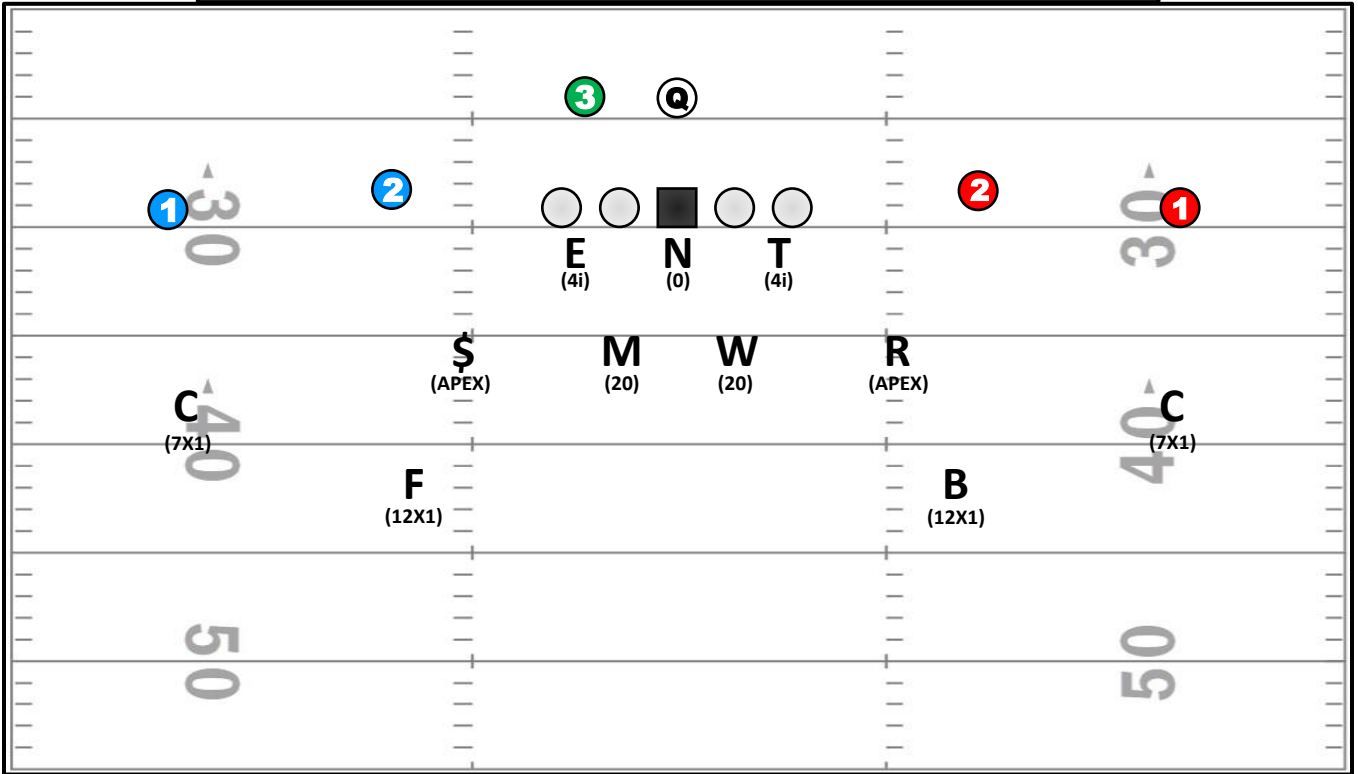 3 Q
1 2 2 1
30 30
E N T
(4i) (0) (4i)
$ M W R
(APEX) (20) (20) (APEX)
C C
(7X1) (7X1)
40 40
F B
(12X1) (12X1)
50 50